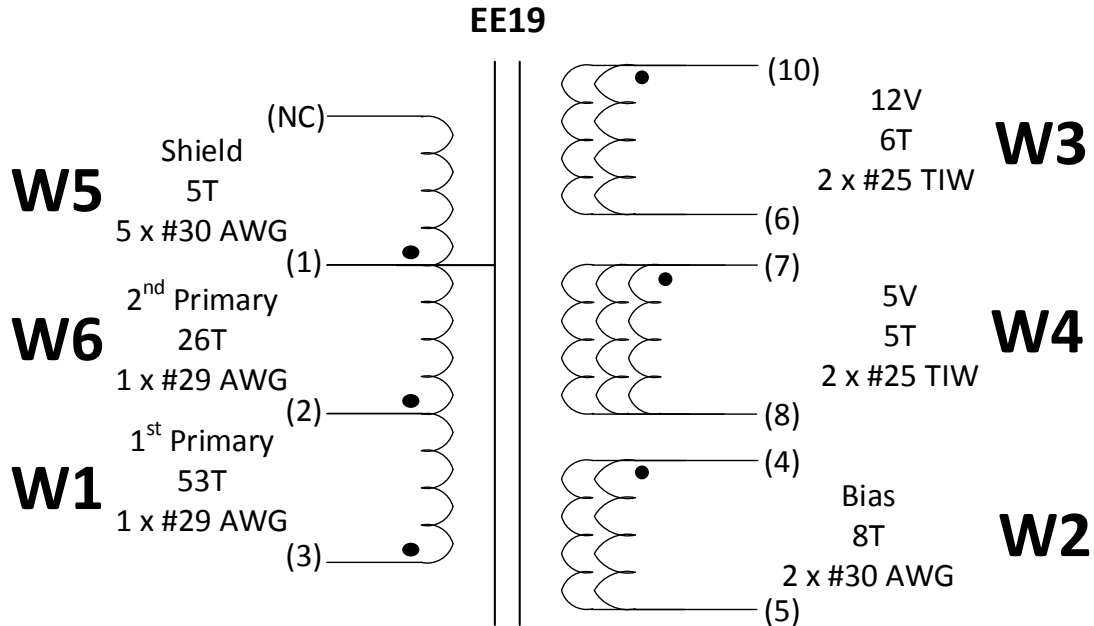 EE19
(NC)
Shield
5T
5 x #30 AWG
W5
(1)
2nd Primary
26T
1 x #29 AWG
W6
(2)
1st Primary
53T
1 x #29 AWG
W1
(3)
(10)
12V
6T
2 x #25 TIW
W3
(6)
(7)
5V
5T
2 x #25 TIW
W4
(8)
(4)
Bias
8T
2 x #30 AWG
W2
(5)